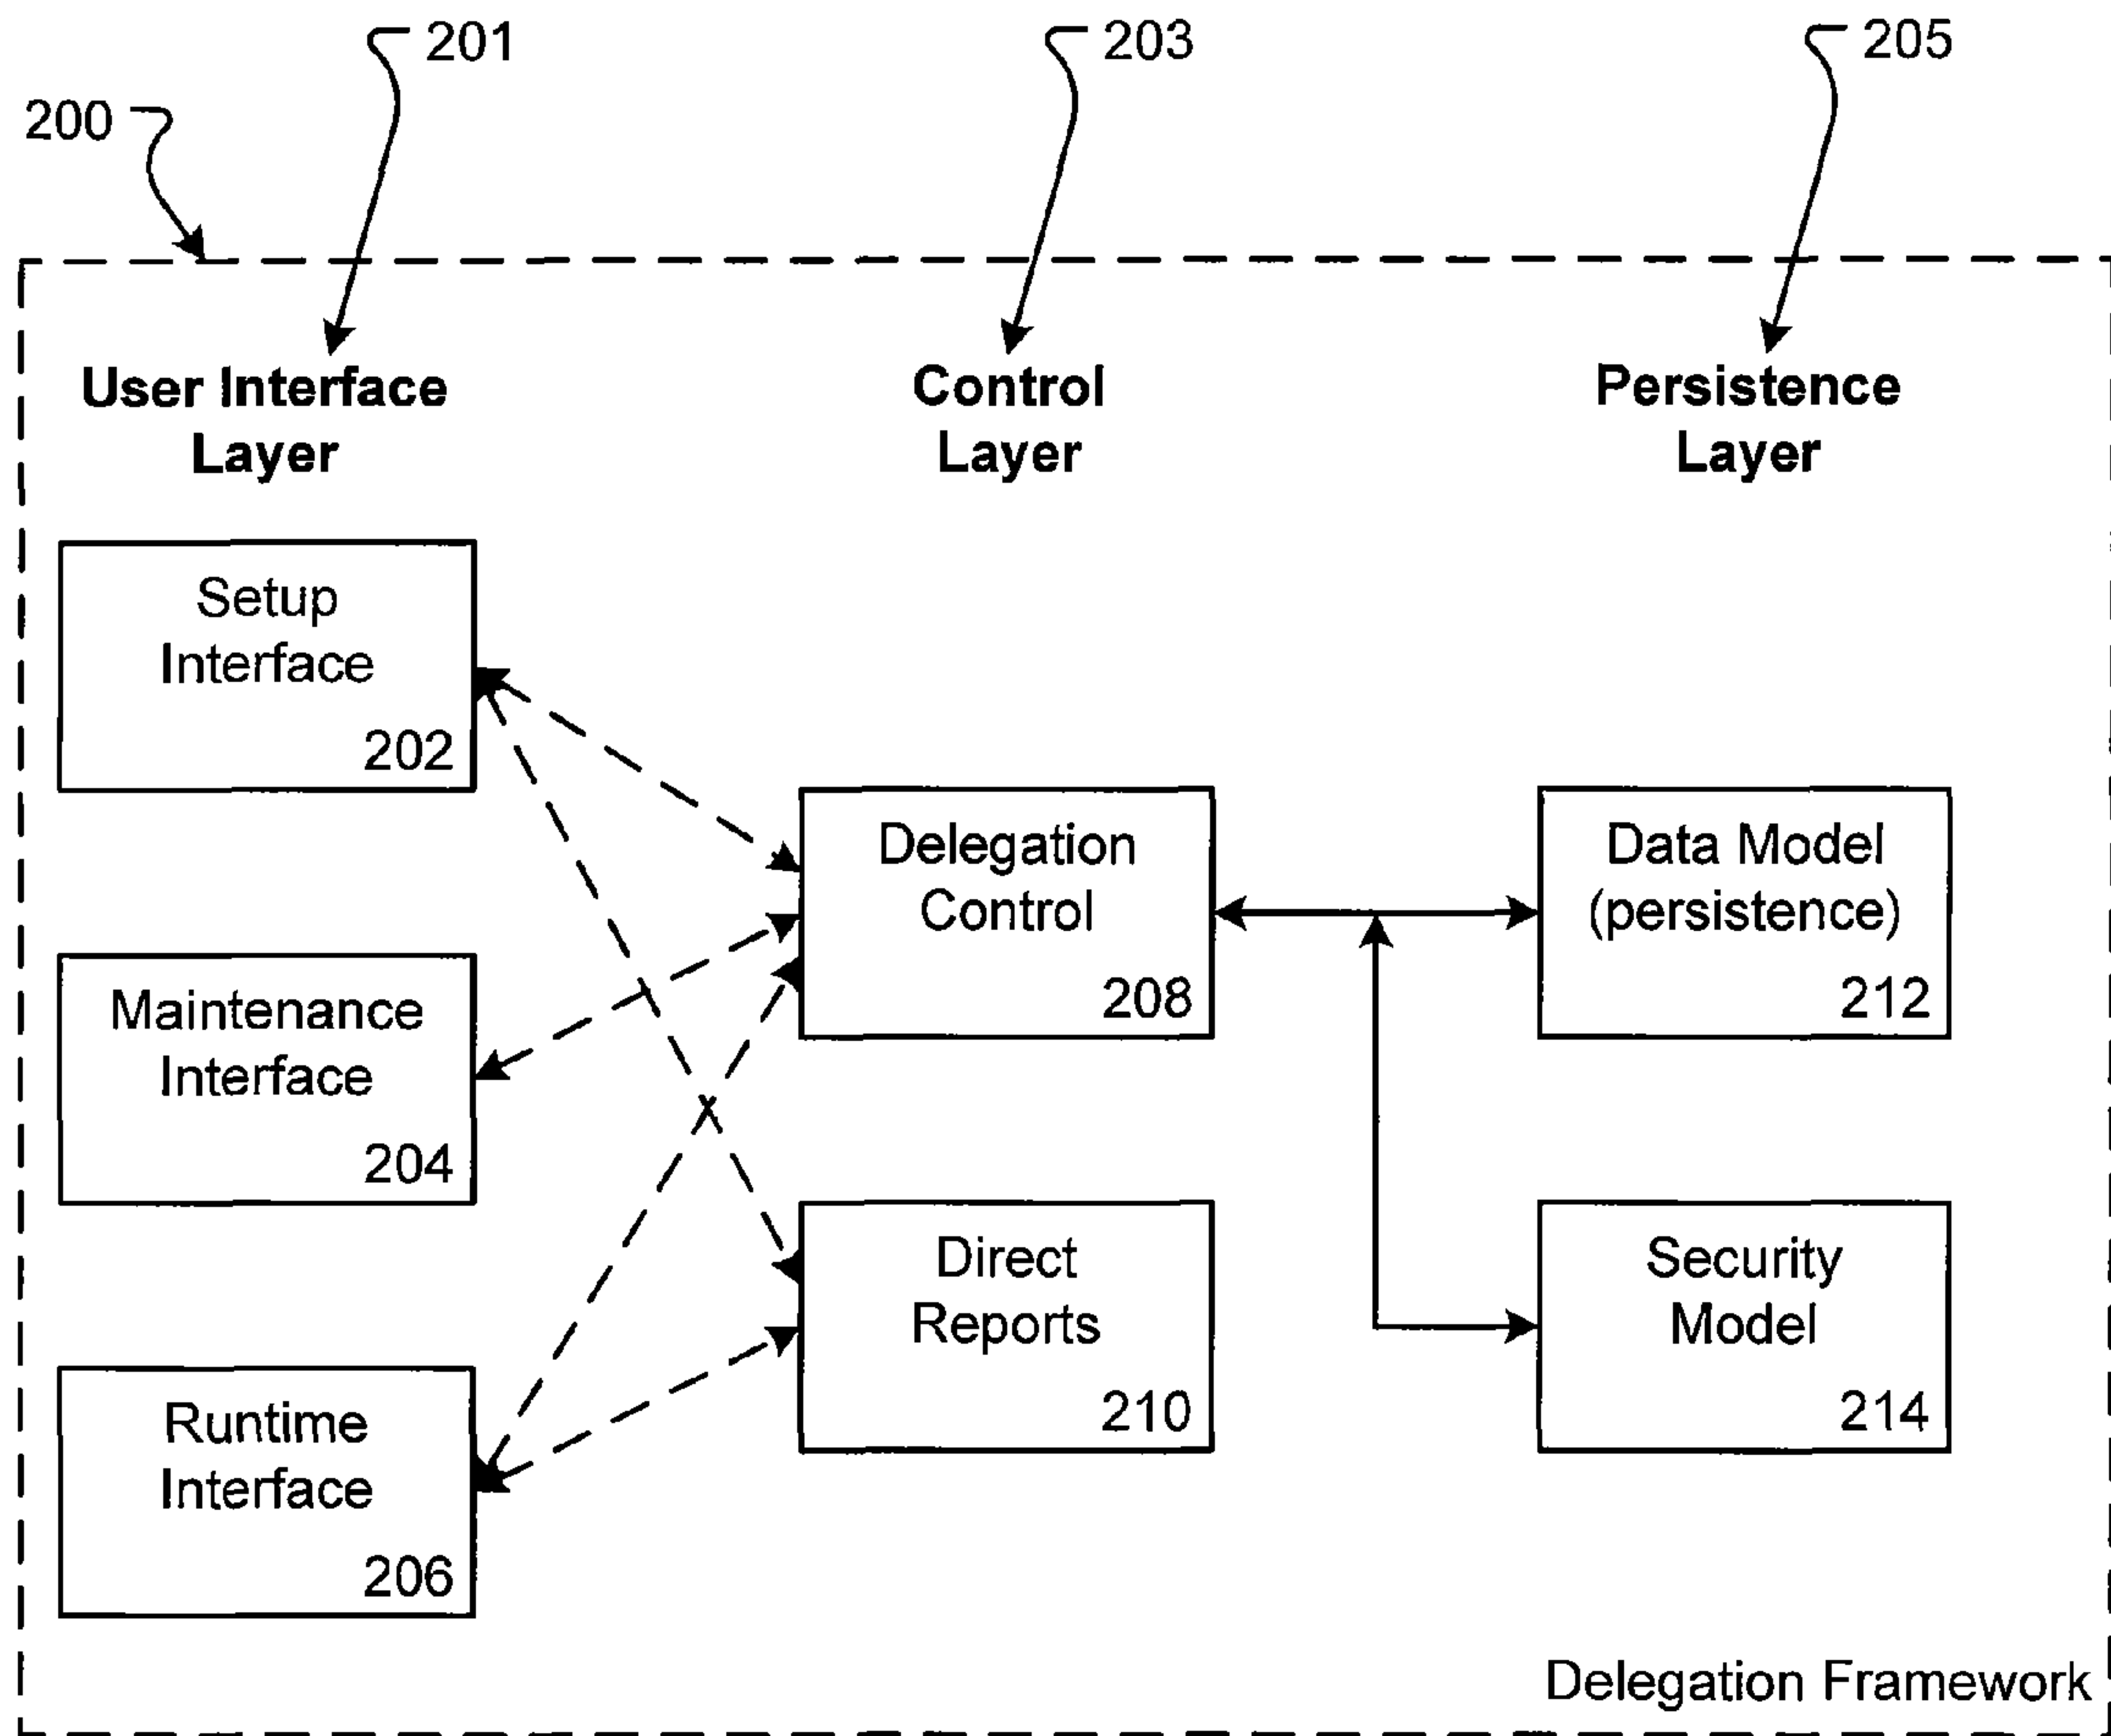 201
203
205
200
User Interface
Layer
Control
Layer
Persistence
Layer
Setup
Interface
202
Maintenance
Interface
204
Runtime
Interface
206
Delegation
Control
208
Direct
Reports
210
Data Model
(persistence)
212
Security
Model
214
Delegation Framework